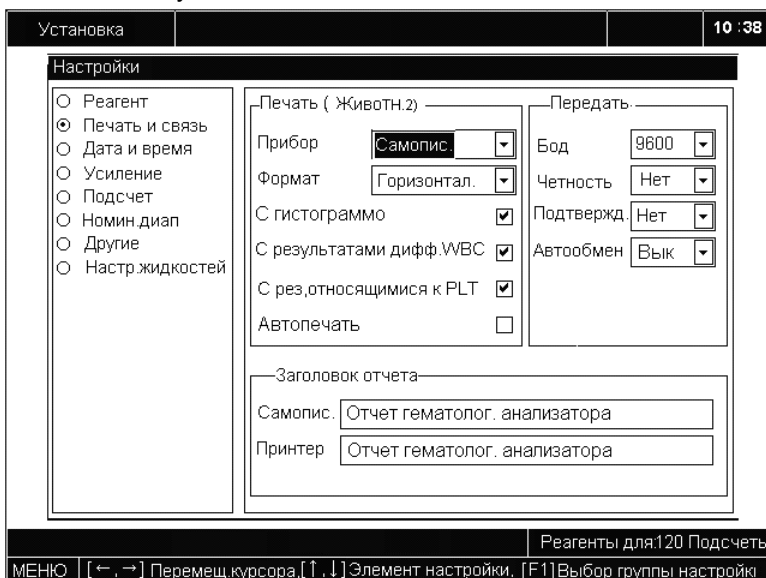 Установка
10:38
Настройки
Реагент
Печать и связь
Дата и время
Усиление
Подсчет
Номин.диап
Другие
Настр.жидкостей
Печать ( Животн.2)
Прибор Самопис.
Формат Горизонтал.
С гистограммо
С результатами дифф.WBC
С рез,относящимися к PLT
Автопечать
Передать
Бод 9600
Четность Нет
Подтвержд. Нет
Автообмен Вык
Заголовок отчета
Самопис. Отчет гематолог. анализатора
Принтер Отчет гематолог. анализатора
Реагенты для:120 Подсчеть
МЕНЮ [←,→] Перемещ.курсора,[↑,↓]Элемент настройки, [F1]Выбор группы настройкі